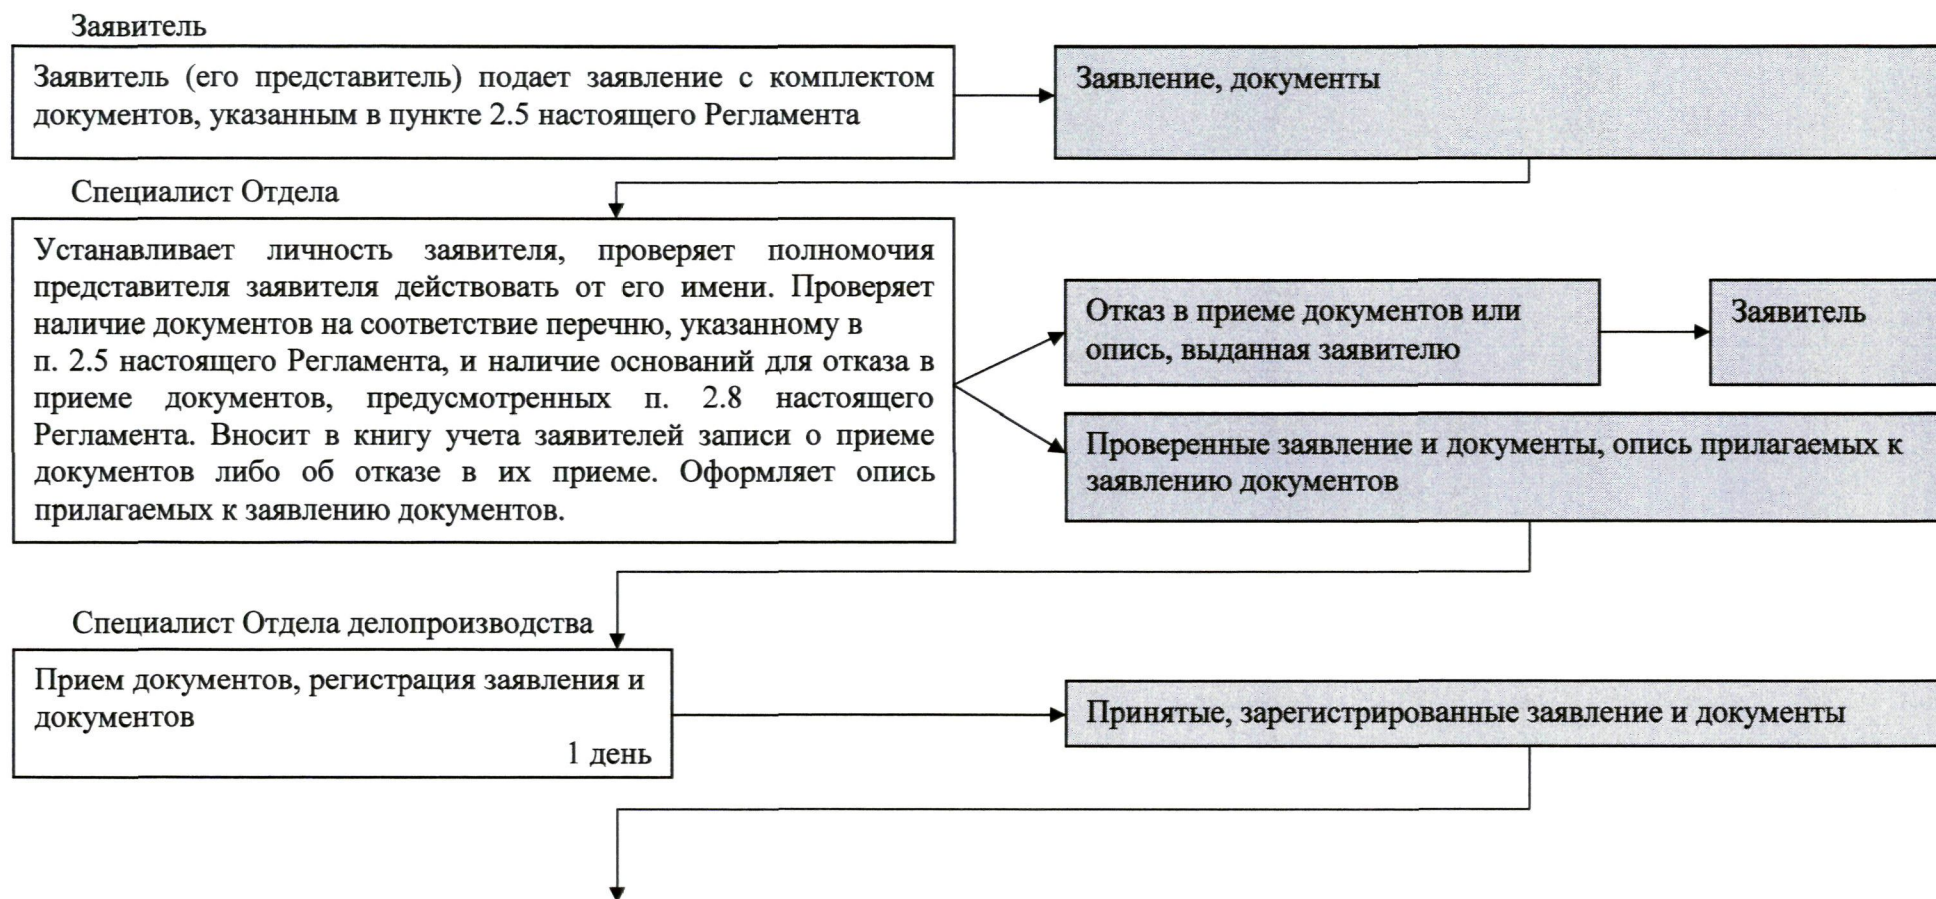 Заявитель
Заявитель (его представитель) подает заявление с комплектом
документов, указанным в пункте 2.5 настоящего Регламента
Заявление, документы
Специалист Отдела
Устанавливает личность заявителя, проверяет полномочия
представителя заявителя действовать от его имени. Проверяет
наличие документов на соответствие перечню, указанному в
п. 2.5 настоящего Регламента, и наличие оснований для отказа в
приеме документов, предусмотренных п. 2.8 настоящего
Регламента. Вносит в книгу учета заявителей записи о приеме
документов либо об отказе в их приеме. Оформляет опись
прилагаемых к заявлению документов.
Отказ в приеме документов или
опись, выданная заявителю
Заявитель
Проверенные заявление и документы, опись прилагаемых к
заявлению документов
Специалист Отдела делопроизводства
Прием документов, регистрация заявления и
документов
1 день
Принятые, зарегистрированные заявление и документы